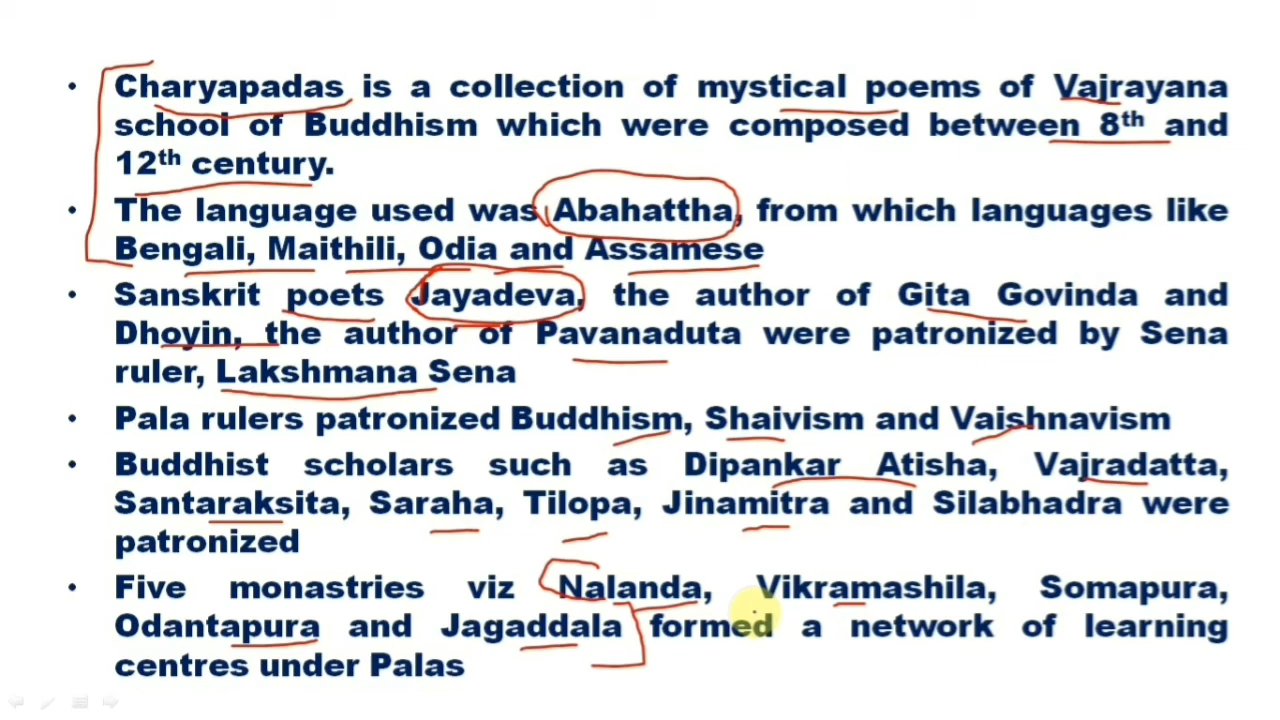 • Charyapadas is a collection of mystical poems of Vajrayana
school of Buddhism which were composed between 8th and
12th century.
• The language used was Abahattha, from which languages like
Bengali, Maithili, Odia and Assamese
• Sanskrit poets Jayadeva, the author of Gita Govinda and
Dhoyin, the author of Pavanaduta were patronized by Sena
ruler, Lakshmana Sena
• Pala rulers patronized Buddhism, Shaivism and Vaishnavism
• Buddhist scholars such as Dipankar Atisha, Vajradatta,
Santaraksita, Saraha, Tilopa, Jinamitra and Silabhadra were
patronized
• Five monastries viz Nalanda, Vikramashila, Somapura,
Odantapura and Jagaddala formed a network of learning
centres under Palas